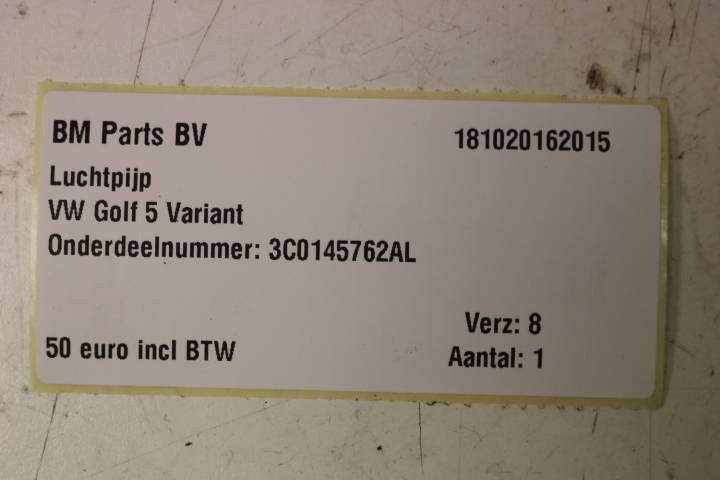 BM Parts BV 181020162015
Luchtpijp
VW Golf 5 Variant
Onderdeelnummer: 3C0145762AL
Verz: 8
50 euro incl BTW Aantal: 1